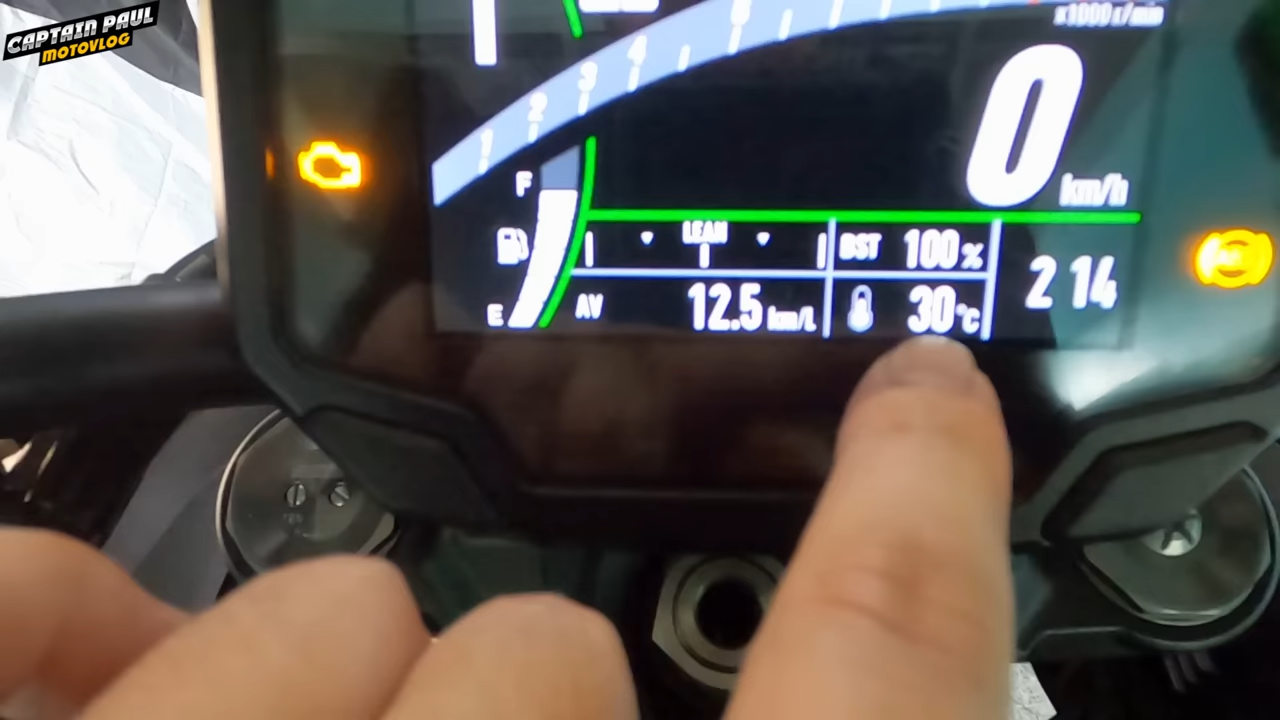 CAPTAIN PAUL
MOTOVLOG
x1000 r/min
1 2 3 4 5
0
km/h
F
E
LEAN
BST 100%
AV 12.5 km/L
30°C
2 14